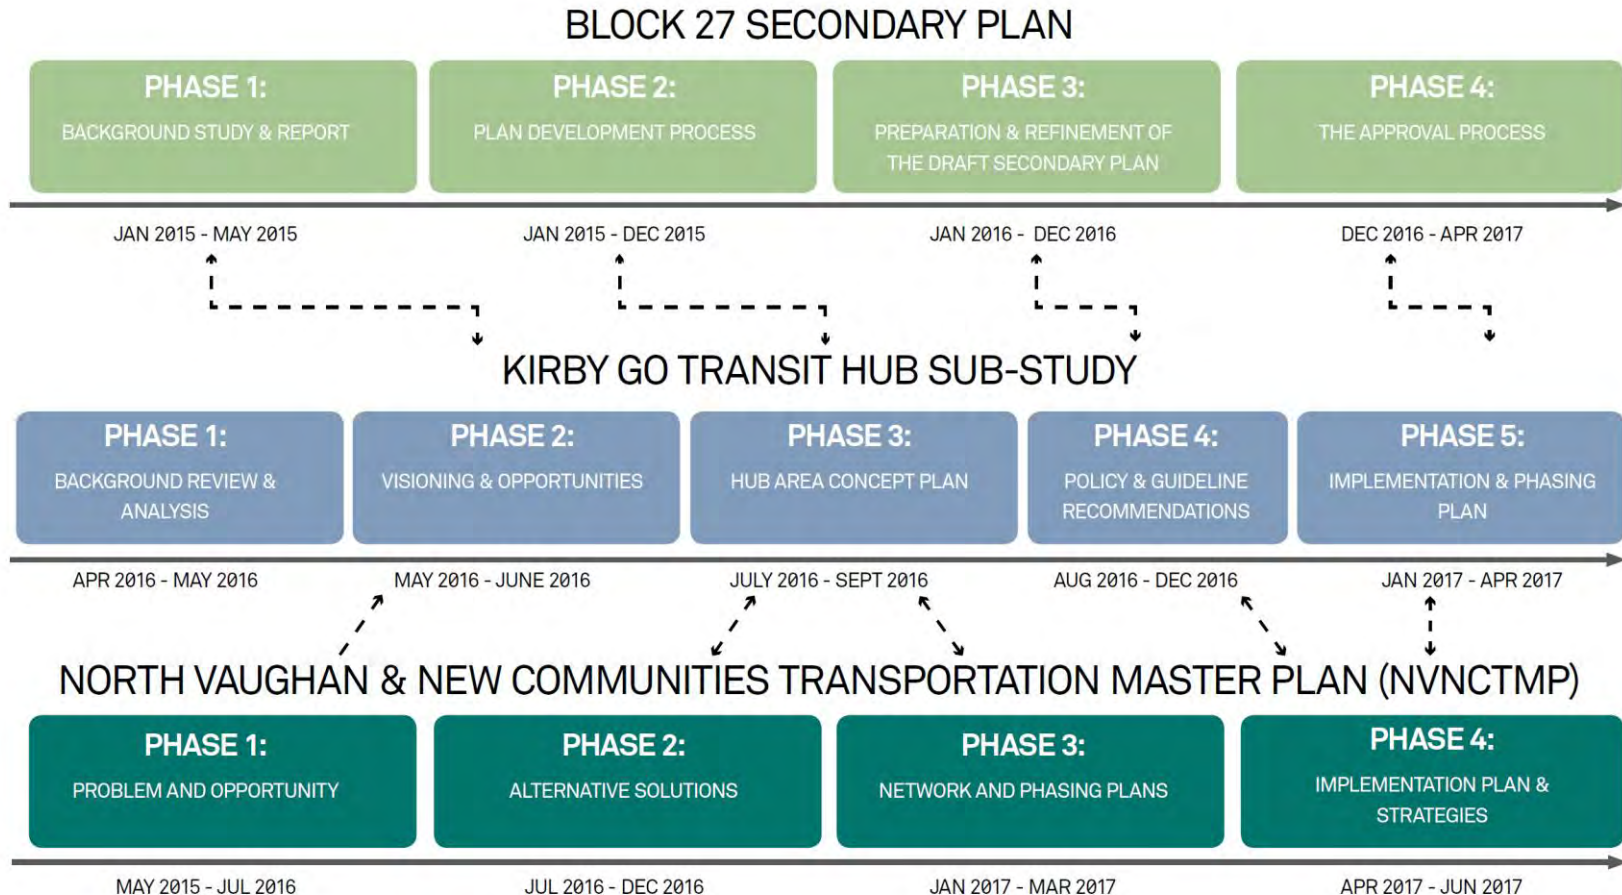 BLOCK 27 SECONDARY PLAN
PHASE 1:
BACKGROUND STUDY & REPORT
PHASE 2:
PLAN DEVELOPMENT PROCESS
PHASE 3:
PREPARATION & REFINEMENT OF
THE DRAFT SECONDARY PLAN
PHASE 4:
THE APPROVAL PROCESS
JAN 2015 - MAY 2015
JAN 2015 - DEC 2015
JAN 2016 - DEC 2016
DEC 2016 - APR 2017
KIRBY GO TRANSIT HUB SUB-STUDY
PHASE 1:
BACKGROUND REVIEW &
ANALYSIS
PHASE 2:
VISIONING & OPPORTUNITIES
PHASE 3:
HUB AREA CONCEPT PLAN
PHASE 4:
POLICY & GUIDELINE
RECOMMENDATIONS
PHASE 5:
IMPLEMENTATION & PHASING
PLAN
APR 2016 - MAY 2016
MAY 2016 - JUNE 2016
JULY 2016 - SEPT 2016
AUG 2016 - DEC 2016
JAN 2017 - APR 2017
NORTH VAUGHAN & NEW COMMUNITIES TRANSPORTATION MASTER PLAN (NVNCTMP)
PHASE 1:
PROBLEM AND OPPORTUNITY
PHASE 2:
ALTERNATIVE SOLUTIONS
PHASE 3:
NETWORK AND PHASING PLANS
PHASE 4:
IMPLEMENTATION PLAN &
STRATEGIES
MAY 2015 - JUL 2016
JUL 2016 - DEC 2016
JAN 2017 - MAR 2017
APR 2017 - JUN 2017